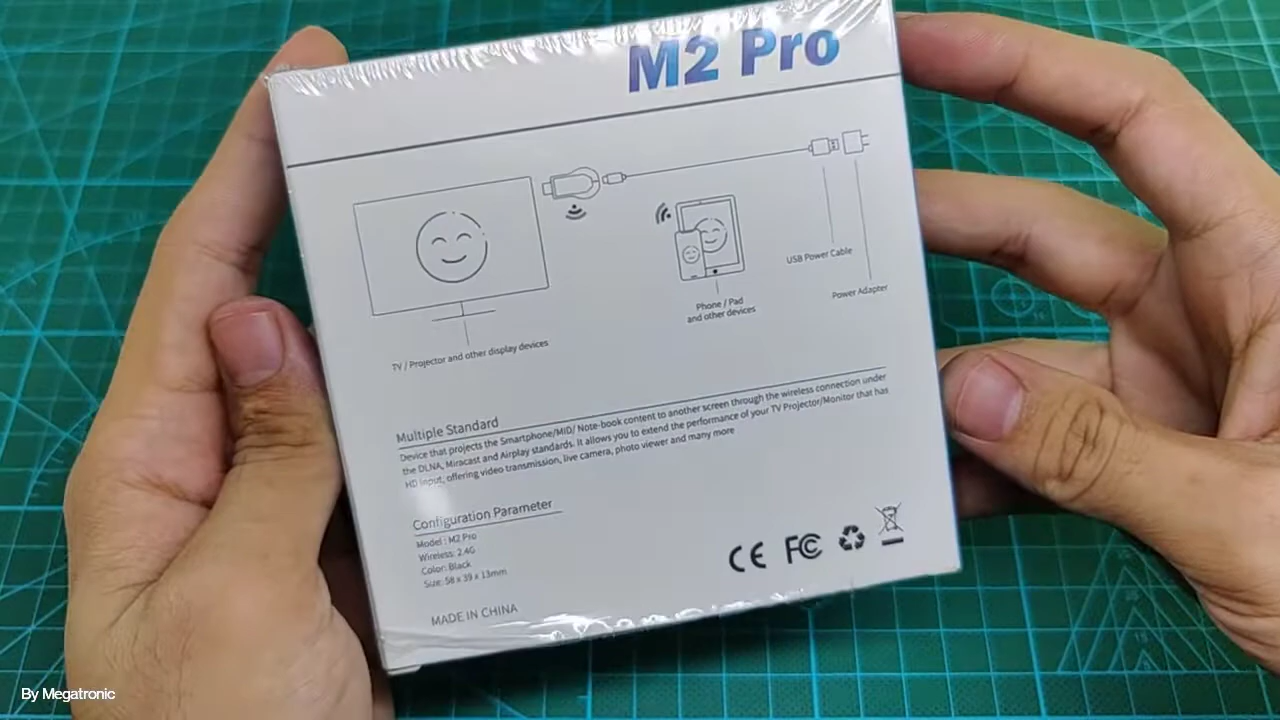 M2 Pro
USB Power Cable
Power Adapter
Phone / Pad
and other devices
TV / Projector and other display devices
Multiple Standard
Device that projects the Smartphone/MID/ Note-book content to another screen through the wireless connection under
the DLNA, Miracast and Airplay standards. It allows you to extend the performance of your TV Projector/Monitor that has
HD input, offering video transmission, live camera, photo viewer and many more
Configuration Parameter
Model : M2 Pro
Wireless: 2.4G
Color: Black
Size: 58 x 39 x 13mm
CE FC
MADE IN CHINA
By Megatronic